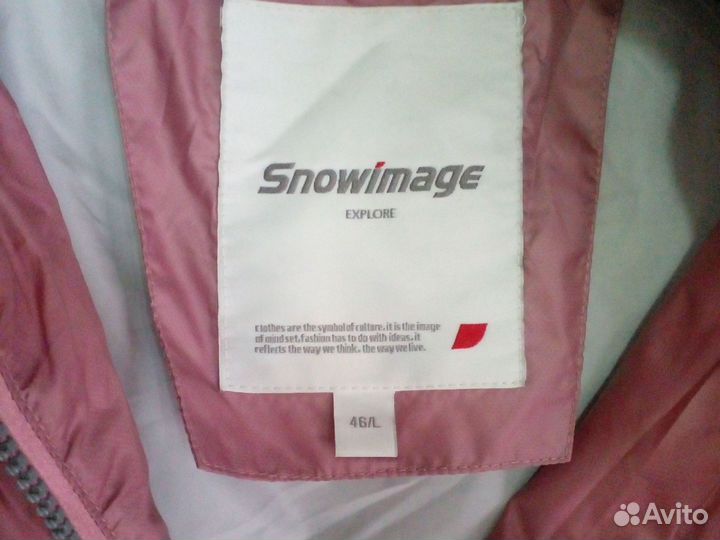 Snowimage
EXPLORE
clothes are the symbol of culture. it is the image
of mind set. fashion has to do with ideas. it
reflects the way we think. the way we live.
46/L
Avito